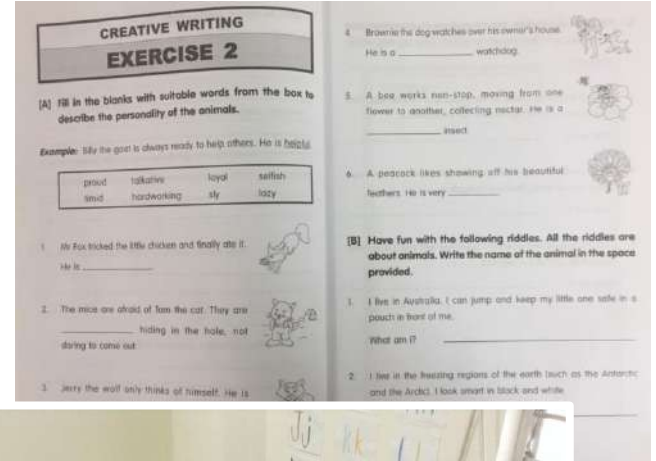 CREATIVE WRITING
EXERCISE 2
[A] Fill in the blanks with suitable words from the box to
describe the personality of the animals.
Example: Silly the goat is always ready to help others. He is helpful.
proud talkative loyal selfish
timid hardworking sly lazy
1. Mr Fox tricked the little chicken and finally ate it.
He is
2. The mice are afraid of Tom the cat. They are
hiding in the hole, not
daring to come out.
3. Jerry the wolf only thinks of himself. He is
4. Brownie the dog watches over his owner's house.
He is a watchdog.
5. A bee works non-stop, moving from one
flower to another, collecting nectar. He is a
insect.
6. A peacock likes showing off his beautiful
feathers. He is very
[B] Have fun with the following riddles. All the riddles are
about animals. Write the name of the animal in the space
provided.
1. I live in Australia. I can jump and keep my little one safe in a
pouch in front of me.
What am I?
2. I live in the freezing regions of the earth (such as the Antarctic
and the Arctic). I look smart in black and white.
Jj Kk